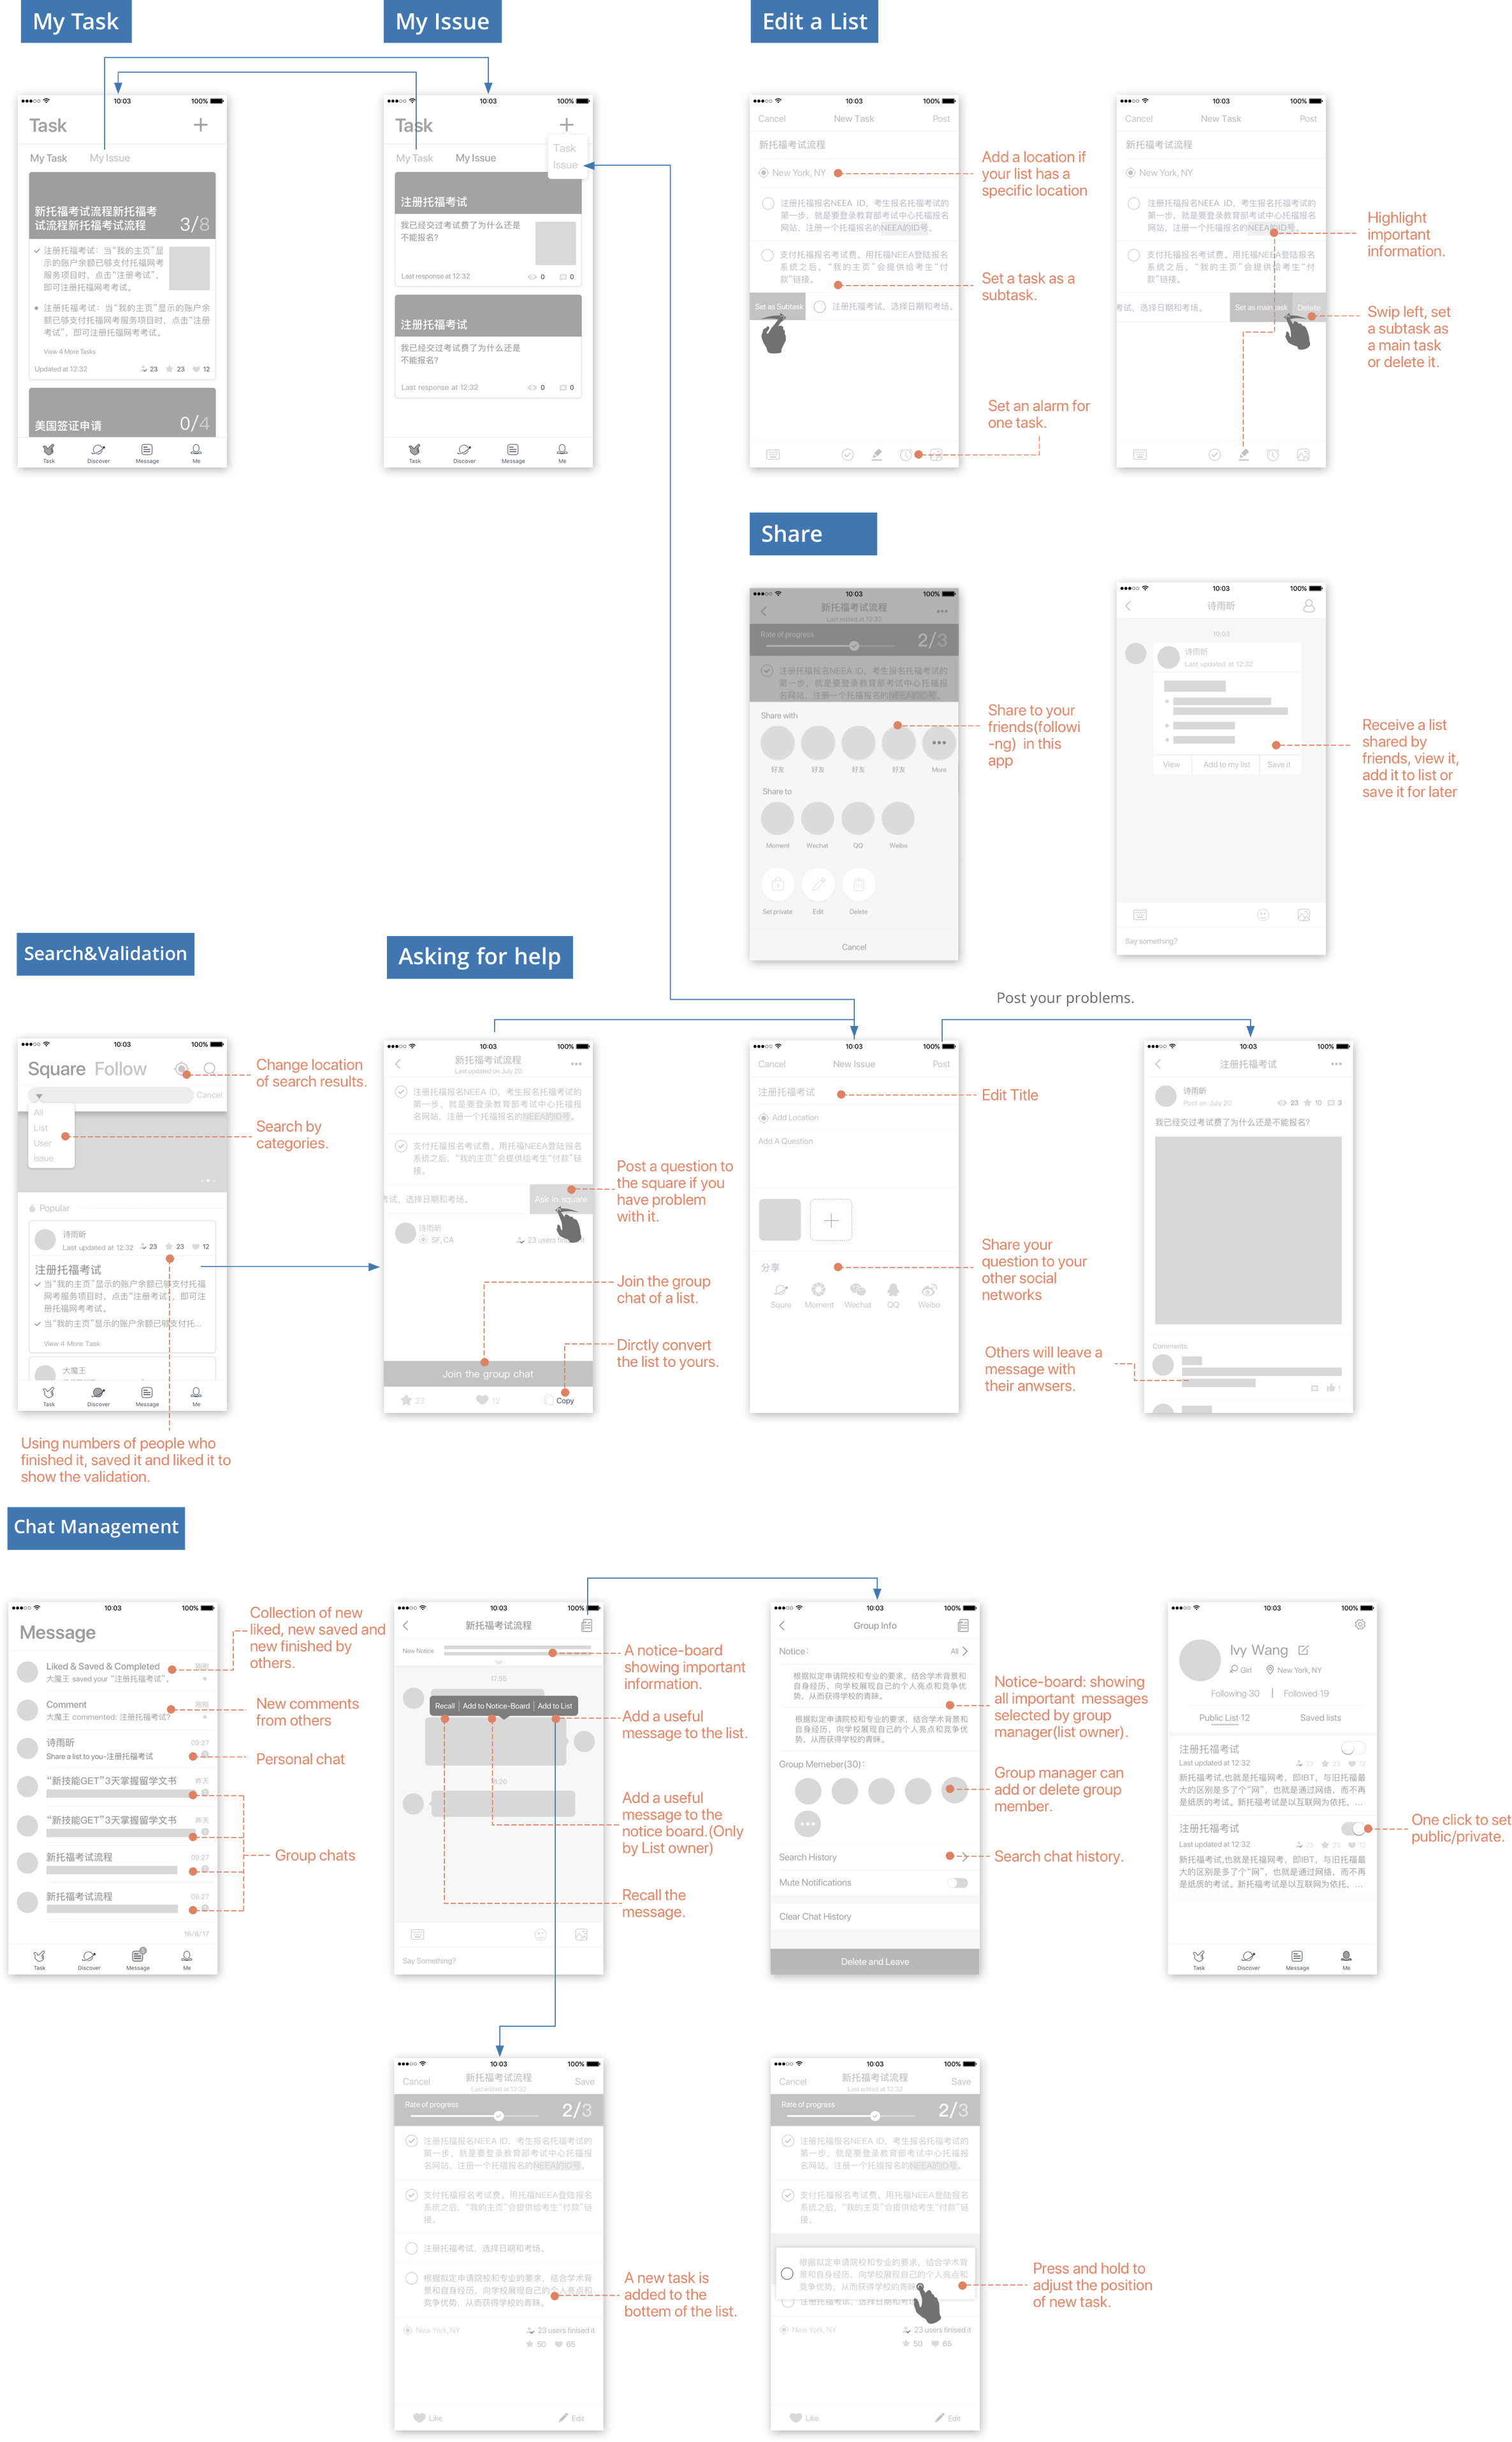 My Task
My Issue
Edit a List
10:03
100%
Task
My Task
My Issue
新托福考试流程新托福考
试流程新托福考试流程
3/8
注册托福考试：当“我的主页”显
示的账户余额已够支付托福网考
服务项目时，点击“注册考试”，
即可注册托福网考考试。
注册托福考试：当“我的主页”显示的账户余
额已够支付托福网考服务项目时，点击“注册
考试”，即可注册托福网考考试。
View 4 More Tasks
Updated at 12:32
23
23
12
美国签证申请
0/4
Task
Discover
Message
Me
10:03
100%
Task
My Task
My Issue
Task
Issue
注册托福考试
我已经交过考试费了为什么还是
不能报名?
Last response at 12:32
0
0
注册托福考试
我已经交过考试费了为什么还是
不能报名?
Last response at 12:32
0
0
Task
Discover
Message
Me
10:03
100%
Cancel
New Task
Post
新托福考试流程
New York, NY
注册托福报名NEEA ID，考生报名托福考试的
第一步，就是要登录教育部考试中心托福报名
网站，注册一个托福报名的NEEA的ID号。
支付托福报名考试费。用托福NEEA登陆报名
系统之后，“我的主页”会提供给考生“付
款”链接。
Set as Subtask
注册托福考试、选择日期和考场。
Add a location if
your list has a
specific location
Set a task as a
subtask.
Set an alarm for
one task.
10:03
100%
Cancel
New Task
Post
新托福考试流程
New York, NY
注册托福报名NEEA ID，考生报名托福考试的
第一步，就是要登录教育部考试中心托福报名
网站，注册一个托福报名的NEEA的ID号。
支付托福报名考试费。用托福NEEA登陆报名
系统之后，“我的主页”会提供给考生“付
款”链接。
考试、选择日期和考场。
Set as main task
Delete
Highlight
important
information.
Swip left, set
a subtask as
a main task
or delete it.
Share
10:03
100%
新托福考试流程
Last edited at 12:32
Rate of progress
2/3
注册托福报名NEEA ID，考生报名托福考试的
第一步，就是要登录教育部考试中心托福报
名网站，注册一个托福报名的NEEA的ID号。
Share with
好友
好友
好友
好友
More
Share to
Moment
Wechat
QQ
Weibo
Set private
Edit
Delete
Cancel
Share to your
friends(followi
-ng) in this
app
10:03
100%
诗雨昕
10:03
诗雨昕
Last updated at 12:32
View
Add to my list
Save it
Say something?
Receive a list
shared by
friends, view it,
add it to list or
save it for later
Search&Validation
Asking for help
Post your problems.
10:03
100%
Square
Follow
Cancel
All
List
User
Issue
Popular
诗雨昕
Last updated at 12:32
23
23
12
注册托福考试
当“我的主页”显示的账户余额已够支付托福
网考服务项目时，点击“注册考试”，即可注
册托福网考考试。
当“我的主页”显示的账户余额已够支付托...
View 4 More Task
大魔王
Task
Discover
Message
Me
Change location
of search results.
Search by
categories.
Using numbers of people who
finished it, saved it and liked it to
show the validation.
10:03
100%
新托福考试流程
Last updated on July 20
注册托福报名NEEA ID，考生报名托福考试的
第一步，就是要登录教育部考试中心托福报
名网站，注册一个托福报名的NEEA的ID号。
支付托福报名考试费。用托福NEEA登陆报名
系统之后，“我的主页”会提供给考生“付款”链
接。
考试、选择日期和考场。
Ask in square
诗雨昕
SF, CA
23 users
Join the group chat
23
12
Copy
Post a question to
the square if you
have problem
with it.
Join the group
chat of a list.
Dirctly convert
the list to yours.
10:03
100%
Cancel
New Issue
Post
注册托福考试
Add Location
Add A Question
分享
Squre
Moment
Wechat
QQ
Weibo
Edit Title
Share your
question to your
other social
networks
10:03
100%
注册托福考试
诗雨昕
Post on July 20
23
10
3
我已经交过考试费了为什么还是不能报名?
Comments:
1
Others will leave a
message with
their anwsers.
Chat Management
10:03
100%
Message
Liked & Saved & Completed
刚刚
大魔王 saved your “注册托福考试”.
Comment
刚刚
大魔王 commented: 注册托福考试?
诗雨昕
09:27
Share a list to you-注册托福考试
“新技能GET”3天掌握留学文书
昨天
“新技能GET”3天掌握留学文书
昨天
新托福考试流程
09:27
新托福考试流程
09:27
16/8/17
Task
Discover
Message
Me
Collection of new
liked, new saved and
new finished by
others.
New comments
from others
Personal chat
Group chats
10:03
100%
新托福考试流程
New Notice
17:55
Recall
Add to Notice-Board
Add to List
18:20
Say Something?
A notice-board
showing important
information.
Add a useful
message to the list.
Add a useful
message to the
notice board.(Only
by List owner)
Recall the
message.
10:03
100%
Group Info
Notice:
All
根据拟定申请院校和专业的要求，结合学术背景和
自身经历，向学校展现自己的个人亮点和竞争优
势，从而获得学校的青睐。
根据拟定申请院校和专业的要求，结合学术背景和
自身经历，向学校展现自己的个人亮点和竞争优
势，从而获得学校的青睐。
Group Memeber(30):
Search History
Mute Notifications
Clear Chat History
Delete and Leave
Notice-board: showing
all important messages
selected by group
manager(list owner).
Group manager can
add or delete group
member.
Search chat history.
10:03
100%
Ivy Wang
Girl
New York, NY
Following·30
Followed·19
Public List·12
Saved lists
注册托福考试
Last updated at 12:32
23
23
12
新托福考试,也就是托福网考，即IBT，与旧托福最
大的区别是多了个“网”，也就是通过网络，而不再
是纸质的考试。新托福考试是以互联网为依托，...
注册托福考试
Last updated at 12:32
23
23
12
新托福考试,也就是托福网考，即IBT，与旧托福最
大的区别是多了个“网”，也就是通过网络，而不再
是纸质的考试。新托福考试是以互联网为依托，...
Task
Discover
Message
Me
One click to set
public/private.
10:03
100%
Cancel
新托福考试流程
Save
Last edited at 12:32
Rate of progress
2/3
注册托福报名NEEA ID，考生报名托福考试的
第一步，就是要登录教育部考试中心托福报
名网站，注册一个托福报名的NEEA的ID号。
支付托福报名考试费。用托福NEEA登陆报名
系统之后，“我的主页”会提供给考生“付款”链
接。
注册托福考试、选择日期和考场。
根据拟定申请院校和专业的要求，结合学术背
景和自身经历，向学校展现自己的个人亮点和
竞争优势，从而获得学校的青睐。
New York, NY
23 users finised it
50
65
Like
Edit
A new task is
added to the
bottem of the list.
10:03
100%
Cancel
新托福考试流程
Save
Last edited at 12:32
Rate of progress
2/3
注册托福报名NEEA ID，考生报名托福考试的
第一步，就是要登录教育部考试中心托福报
名网站，注册一个托福报名的NEEA的ID号。
支付托福报名考试费。用托福NEEA登陆报名
系统之后，“我的主页”会提供给考生“付款”链
接。
根据拟定申请院校和专业的要求，结合学术背
景和自身经历，向学校展现自己的个人亮点和
竞争优势，从而获得学校的青睐
注册托福考试、选择日期和考
New York, NY
23 users finised it
50
65
Like
Edit
Press and hold to
adjust the position
of new task.